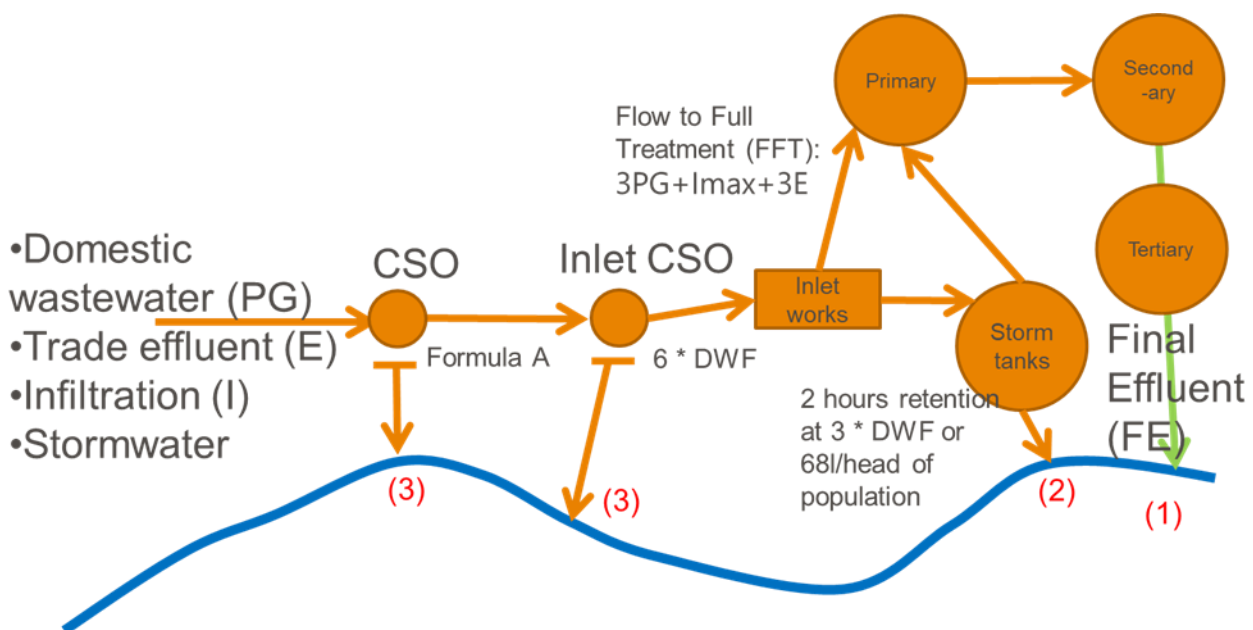 Primary
Second
-ary
Flow to Full
Treatment (FFT):
3PG+Imax+3E
•Domestic
wastewater (PG)
•Trade effluent (E)
•Infiltration (I)
•Stormwater
CSO
Inlet CSO
Inlet
works
Tertiary
Storm
tanks
Formula A
6 * DWF
Final
Effluent
(FE)
2 hours retention
at 3 * DWF or
68l/head of
population
(3)
(3)
(2)
(1)